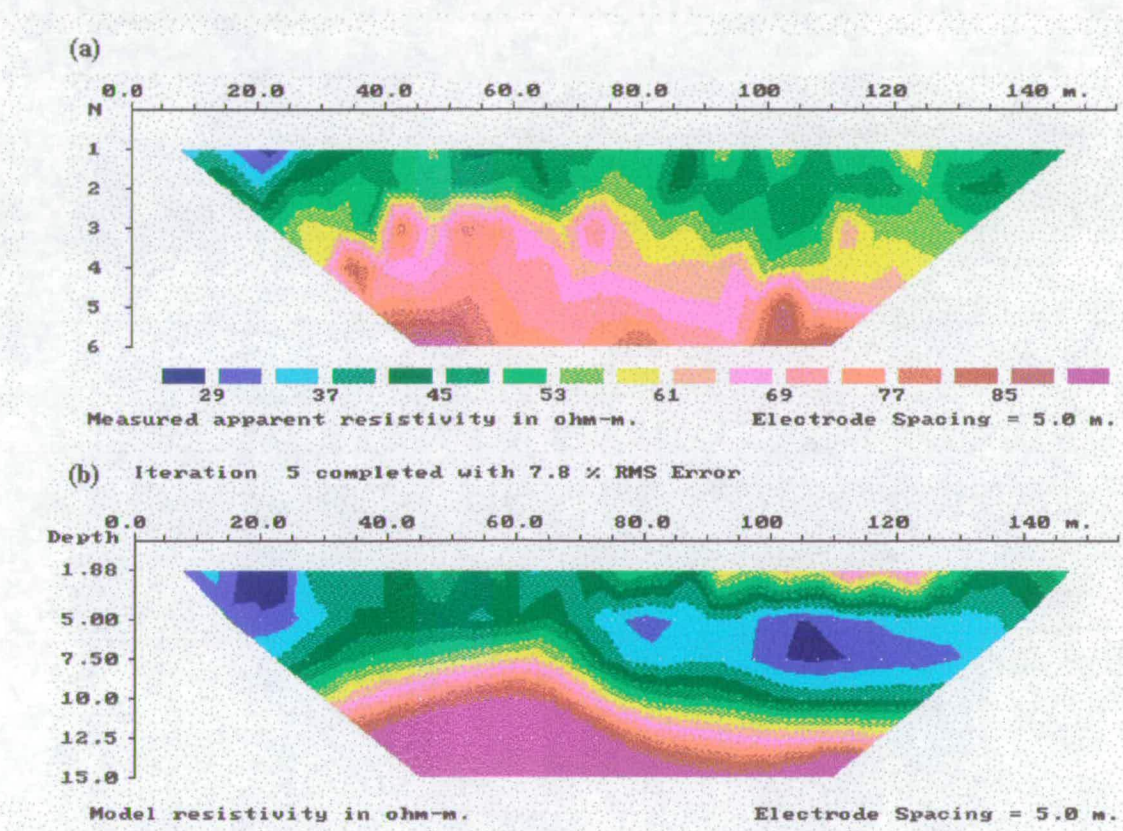 (a)
0.0 20.0 40.0 60.0 80.0 100 120 140 m.
N
1
2
3
4
5
6
29 37 45 53 61 69 77 85
Measured apparent resistivity in ohm-m. Electrode Spacing = 5.0 m.
(b) Iteration 5 completed with 7.8 % RMS Error
0.0 20.0 40.0 60.0 80.0 100 120 140 m.
Depth
1.88
5.00
7.50
10.0
12.5
15.0
Model resistivity in ohm-m. Electrode Spacing = 5.0 m.